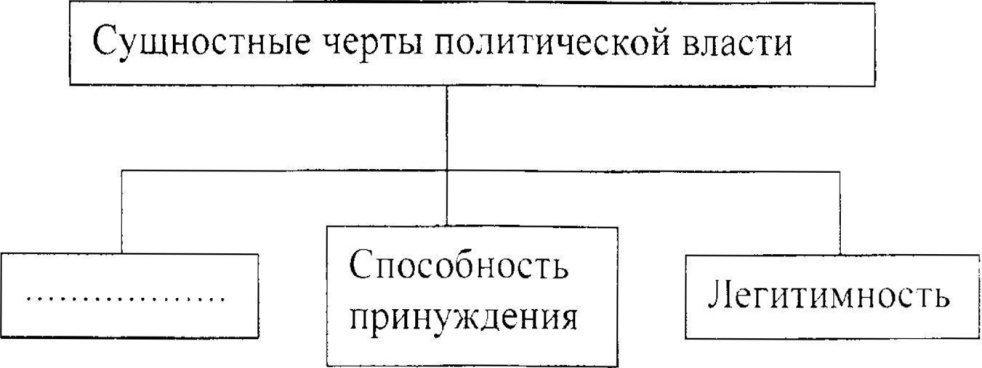 Сущностные черты политической власти
..................
Способность
принуждения
Легитимность